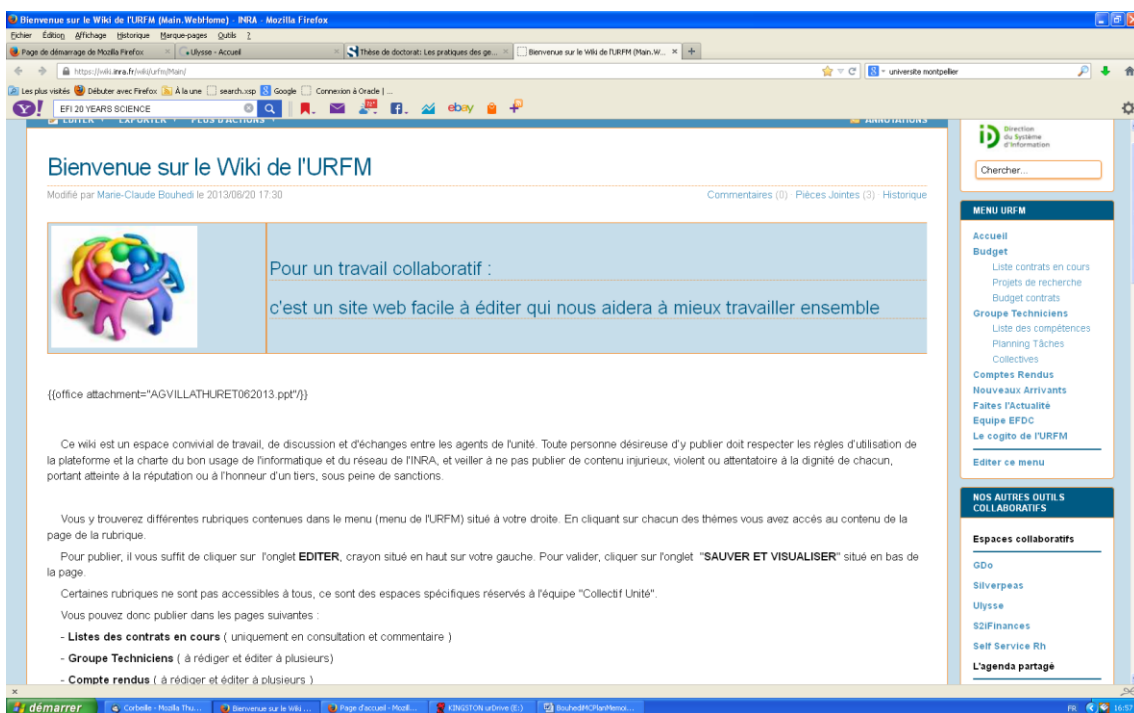 Bienvenue sur le Wiki de l'URFM (Main.WebHome) - INRA - Mozilla Firefox
Fichier Édition Affichage Historique Marque-pages Outils ?
Page de démarrage de Mozilla Firefox × Ulysse - Accueil × Thèse de doctorat: Les pratiques des ge... × Bienvenue sur le Wiki de l'URFM (Main.W... × +
https://wiki.inra.fr/wiki/urfm/Main/ universite montpellier
Les plus visités Débuter avec Firefox À la une search.xsp Google Connexion à Oracle | ...
Y! EFI 20 YEARS SCIENCE ebay
EDITER EXPORTER PLUS D'ACTIONS ANNOTATIONS
Bienvenue sur le Wiki de l'URFM
Modifié par Marie-Claude Bouhedi le 2013/06/20 17:30
Commentaires (0) Pièces Jointes (3) Historique
Pour un travail collaboratif :
c'est un site web facile à éditer qui nous aidera à mieux travailler ensemble
{{office attachment="AGVILLATHURET062013.ppt"/}}
Ce wiki est un espace convivial de travail, de discussion et d'échanges entre les agents de l'unité. Toute personne désireuse d'y publier doit respecter les régles d'utilisation de
la plateforme et la charte du bon usage de l'informatique et du réseau de l'INRA, et veiller à ne pas publier de contenu injurieux, violent ou attentatoire à la dignité de chacun,
portant atteinte à la réputation ou à l'honneur d'un tiers, sous peine de sanctions.
Vous y trouverez différentes rubriques contenues dans le menu (menu de l'URFM) situé à votre droite. En cliquant sur chacun des thèmes vous avez accés au contenu de la
page de la rubrique.
Pour publier, il vous suffit de cliquer sur l'onglet EDITER, crayon situé en haut sur votre gauche. Pour valider, cliquer sur l'onglet "SAUVER ET VISUALISER" situé en bas de
la page.
Certaines rubriques ne sont pas accessibles à tous, ce sont des espaces spécifiques réservés à l'équipe "Collectif Unité".
Vous pouvez donc publier dans les pages suivantes :
- Listes des contrats en cours ( uniquement en consultation et commentaire )
- Groupe Techniciens ( à rédiger et éditer à plusieurs)
- Compte rendus ( à rédiger et éditer à plusieurs )
Direction
du Système
d'Information
Chercher...
MENU URFM
Accueil
Budget
Liste contrats en cours
Projets de recherche
Budget contrats
Groupe Techniciens
Liste des compétences
Planning Tâches
Collectives
Comptes Rendus
Nouveaux Arrivants
Faites l'Actualité
Equipe EFDC
Le cogito de l'URFM
Editer ce menu
NOS AUTRES OUTILS
COLLABORATIFS
Espaces collaboratifs
GDo
Silverpeas
Ulysse
S2iFinances
Self Service Rh
L'agenda partagé
×
démarrer Corbeille - Mozilla Thu... Bienvenue sur le Wiki ... Page d'accueil - Mozil... KINGSTON urDrive (E:) BouhediMCPlanMemoi... FR 16:57